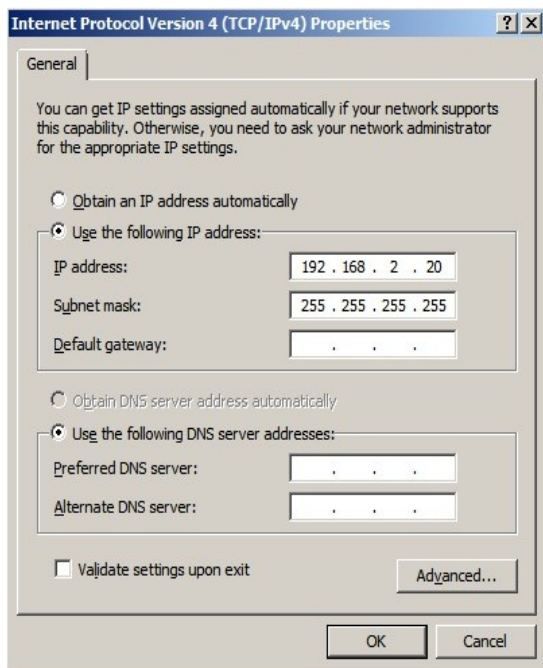 Internet Protocol Version 4 (TCP/IPv4) Properties
General
You can get IP settings assigned automatically if your network supports
this capability. Otherwise, you need to ask your network administrator
for the appropriate IP settings.
Obtain an IP address automatically
Use the following IP address:
IP address: 192 . 168 . 2 . 20
Subnet mask: 255 . 255 . 255 . 255
Default gateway: . . .
Obtain DNS server address automatically
Use the following DNS server addresses:
Preferred DNS server: . . .
Alternate DNS server: . . .
Validate settings upon exit
Advanced...
OK Cancel